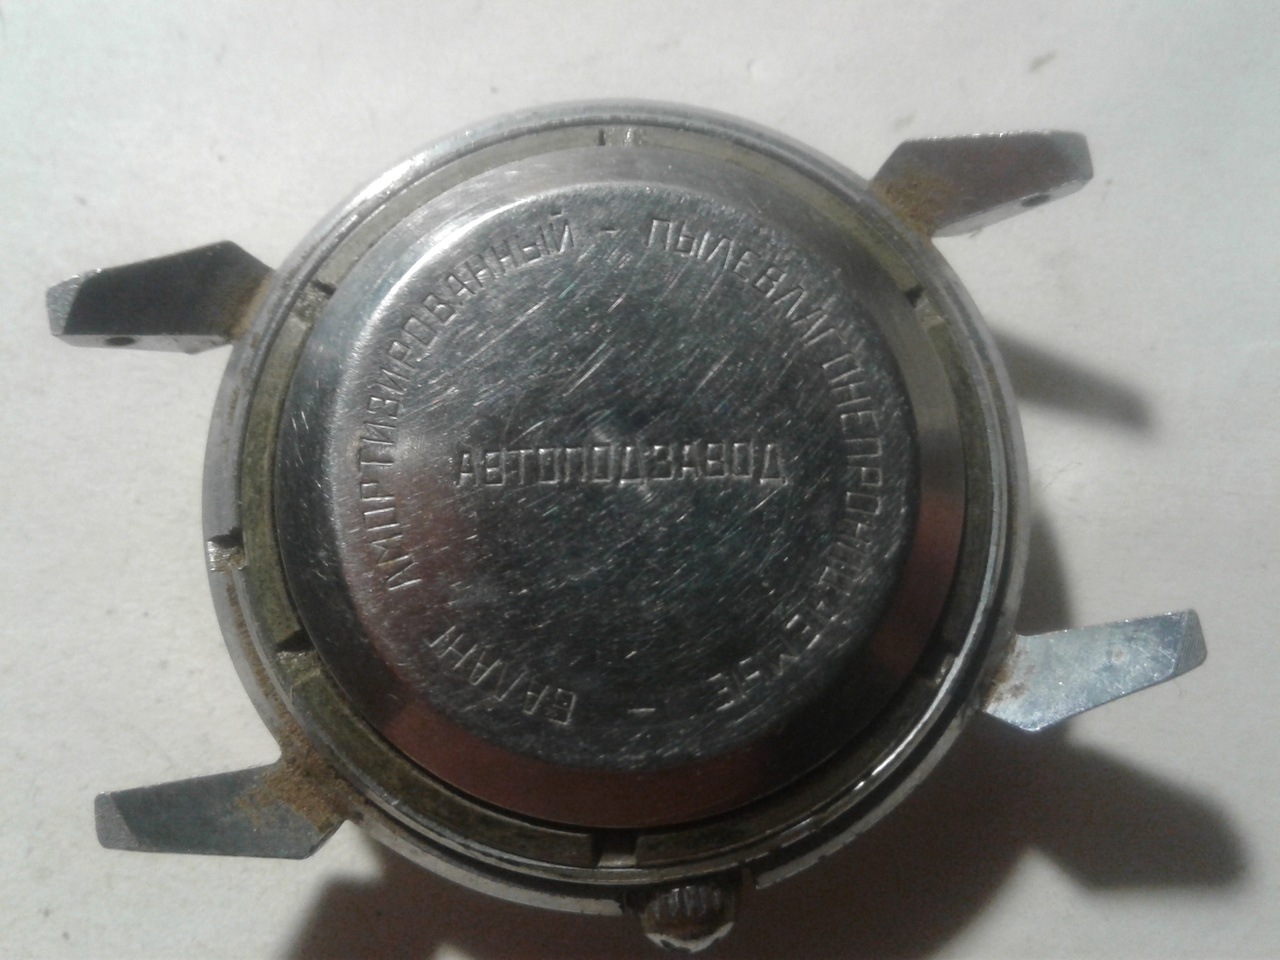 БАЛАНС АМОРТИЗИРОВАННЫЙ - ПЫЛЕВЛАГОНЕПРОНИЦАЕМЫЕ -
АВТОПОДЗАВОД